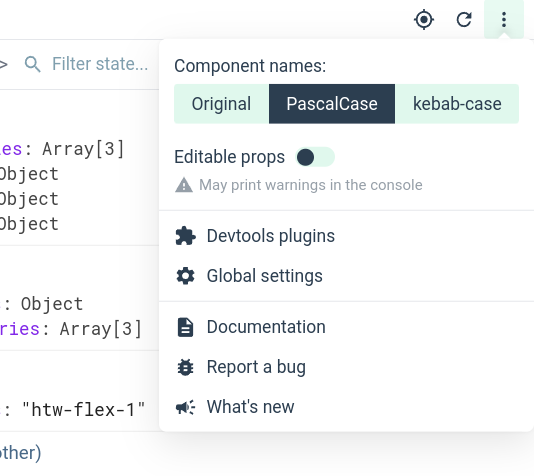 > Filter state...
Component names:
Original PascalCase kebab-case
Editable props
May print warnings in the console
Devtools plugins
Global settings
Documentation
Report a bug
What's new
es: Array[3]
Object
Object
Object
: Object
ries: Array[3]
: "htw-flex-1"
other)